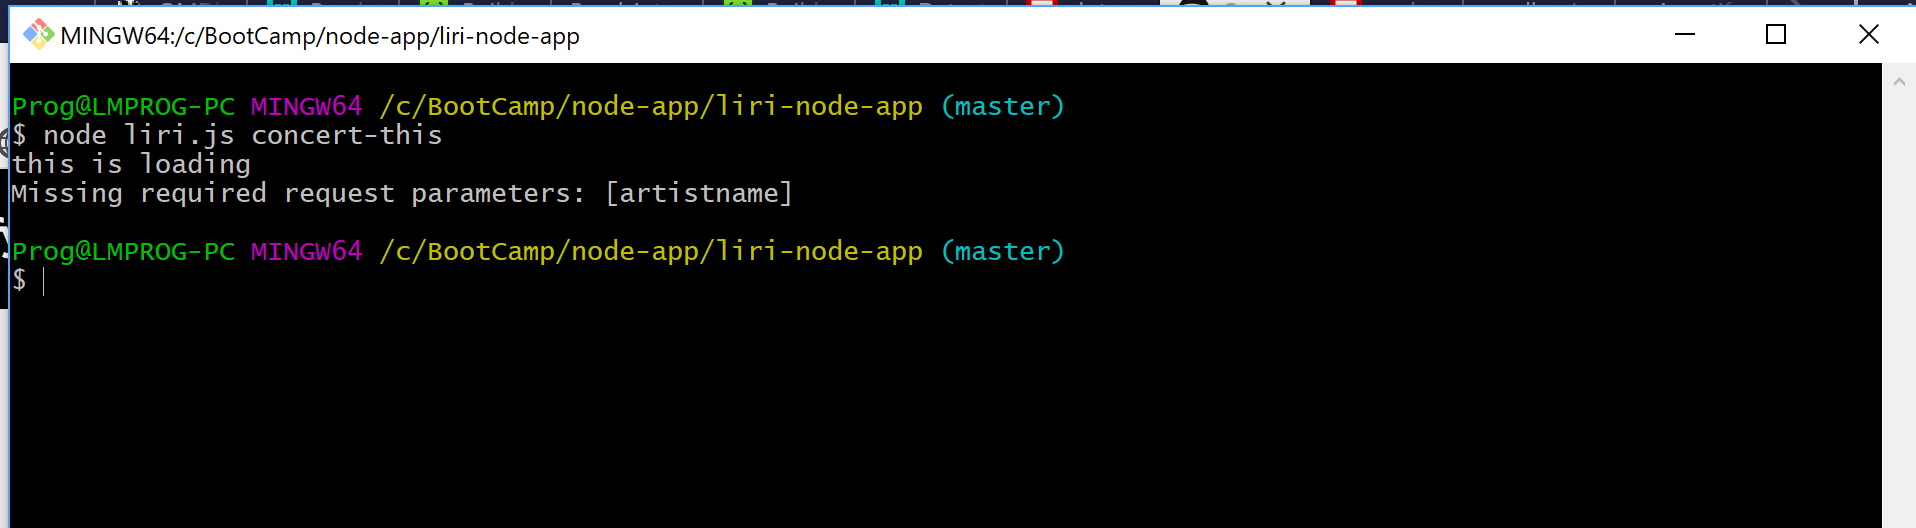 MINGW64:/c/BootCamp/node-app/liri-node-app
Prog@LMPROG-PC MINGW64 /c/BootCamp/node-app/liri-node-app (master)
$ node liri.js concert-this
this is loading
Missing required request parameters: [artistname]
Prog@LMPROG-PC MINGW64 /c/BootCamp/node-app/liri-node-app (master)
$